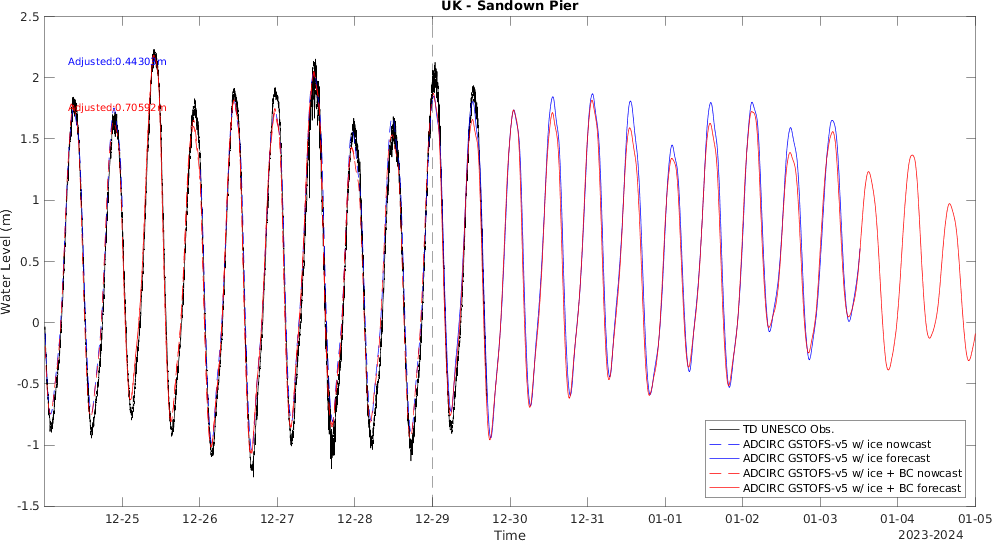 UK - Sandown Pier
2.5
2
1.5
1
0.5
0
-0.5
-1
-1.5
Water Level (m)
Adjusted:0.44303m
Adjusted:0.70592m
TD UNESCO Obs.
ADCIRC GSTOFS-v5 w/ ice nowcast
ADCIRC GSTOFS-v5 w/ ice forecast
ADCIRC GSTOFS-v5 w/ ice + BC nowcast
ADCIRC GSTOFS-v5 w/ ice + BC forecast
12-25 12-26 12-27 12-28 12-29 12-30 12-31 01-01 01-02 01-03 01-04 01-05
Time
2023-2024